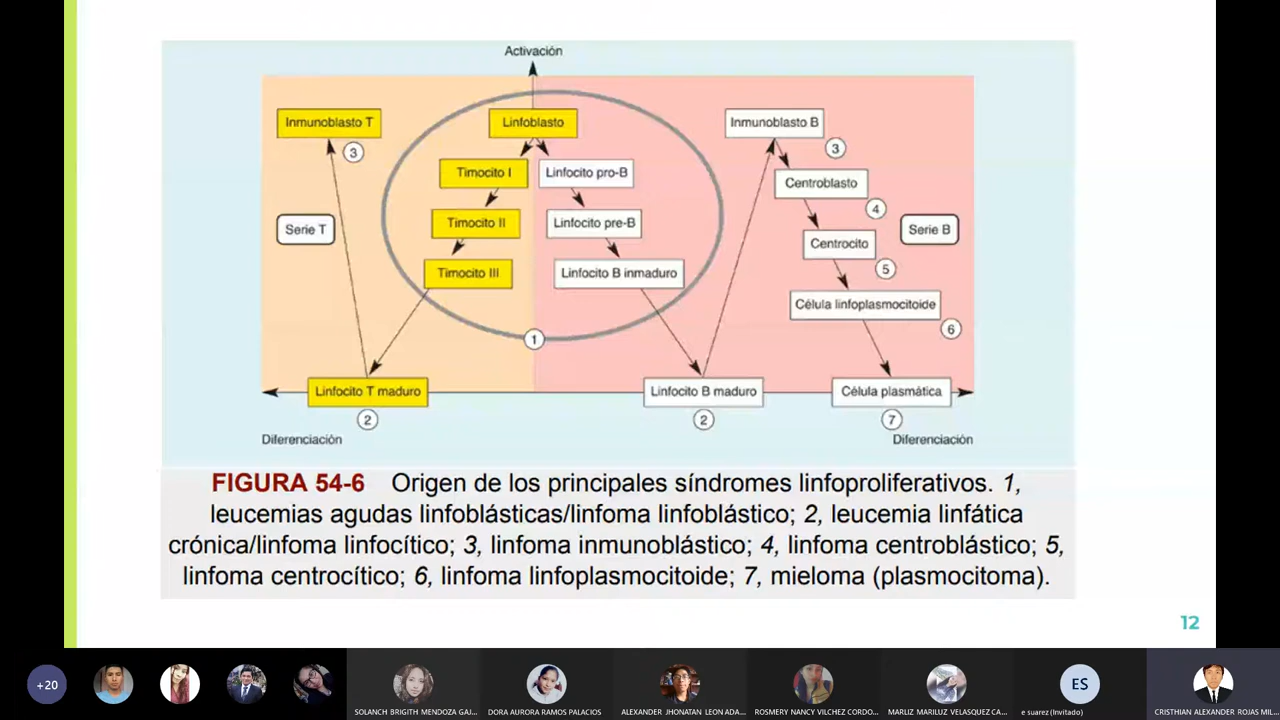 Activación
Inmunoblasto T
Linfoblasto
Inmunoblasto B
3
3
Timocito I
Linfocito pro-B
Centroblasto
4
Timocito II
Linfocito pre-B
Serie T
Serie B
Centrocito
5
Timocito III
Linfocito B inmaduro
Célula linfoplasmocitoide
6
1
Linfocito T maduro
Linfocito B maduro
Célula plasmática
2
2
7
Diferenciación
Diferenciación
FIGURA 54-6 Origen de los principales síndromes linfoproliferativos. 1,
leucemias agudas linfoblásticas/linfoma linfoblástico; 2, leucemia linfática
crónica/linfoma linfocítico; 3, linfoma inmunoblástico; 4, linfoma centroblástico; 5,
linfoma centrocítico; 6, linfoma linfoplasmocitoide; 7, mieloma (plasmocitoma).
12
+20
ES
SOLANCH BRIGITH MENDOZA GAJ...
DORA AURORA RAMOS PALACIOS
ALEXANDER JHONATAN LEON ADA...
ROSMERY NANCY VILCHEZ CORDO...
MARLIZ MARILUZ VELASQUEZ CA...
e suarez (Invitado)
CRISTHIAN ALEXANDER ROJAS MIL...